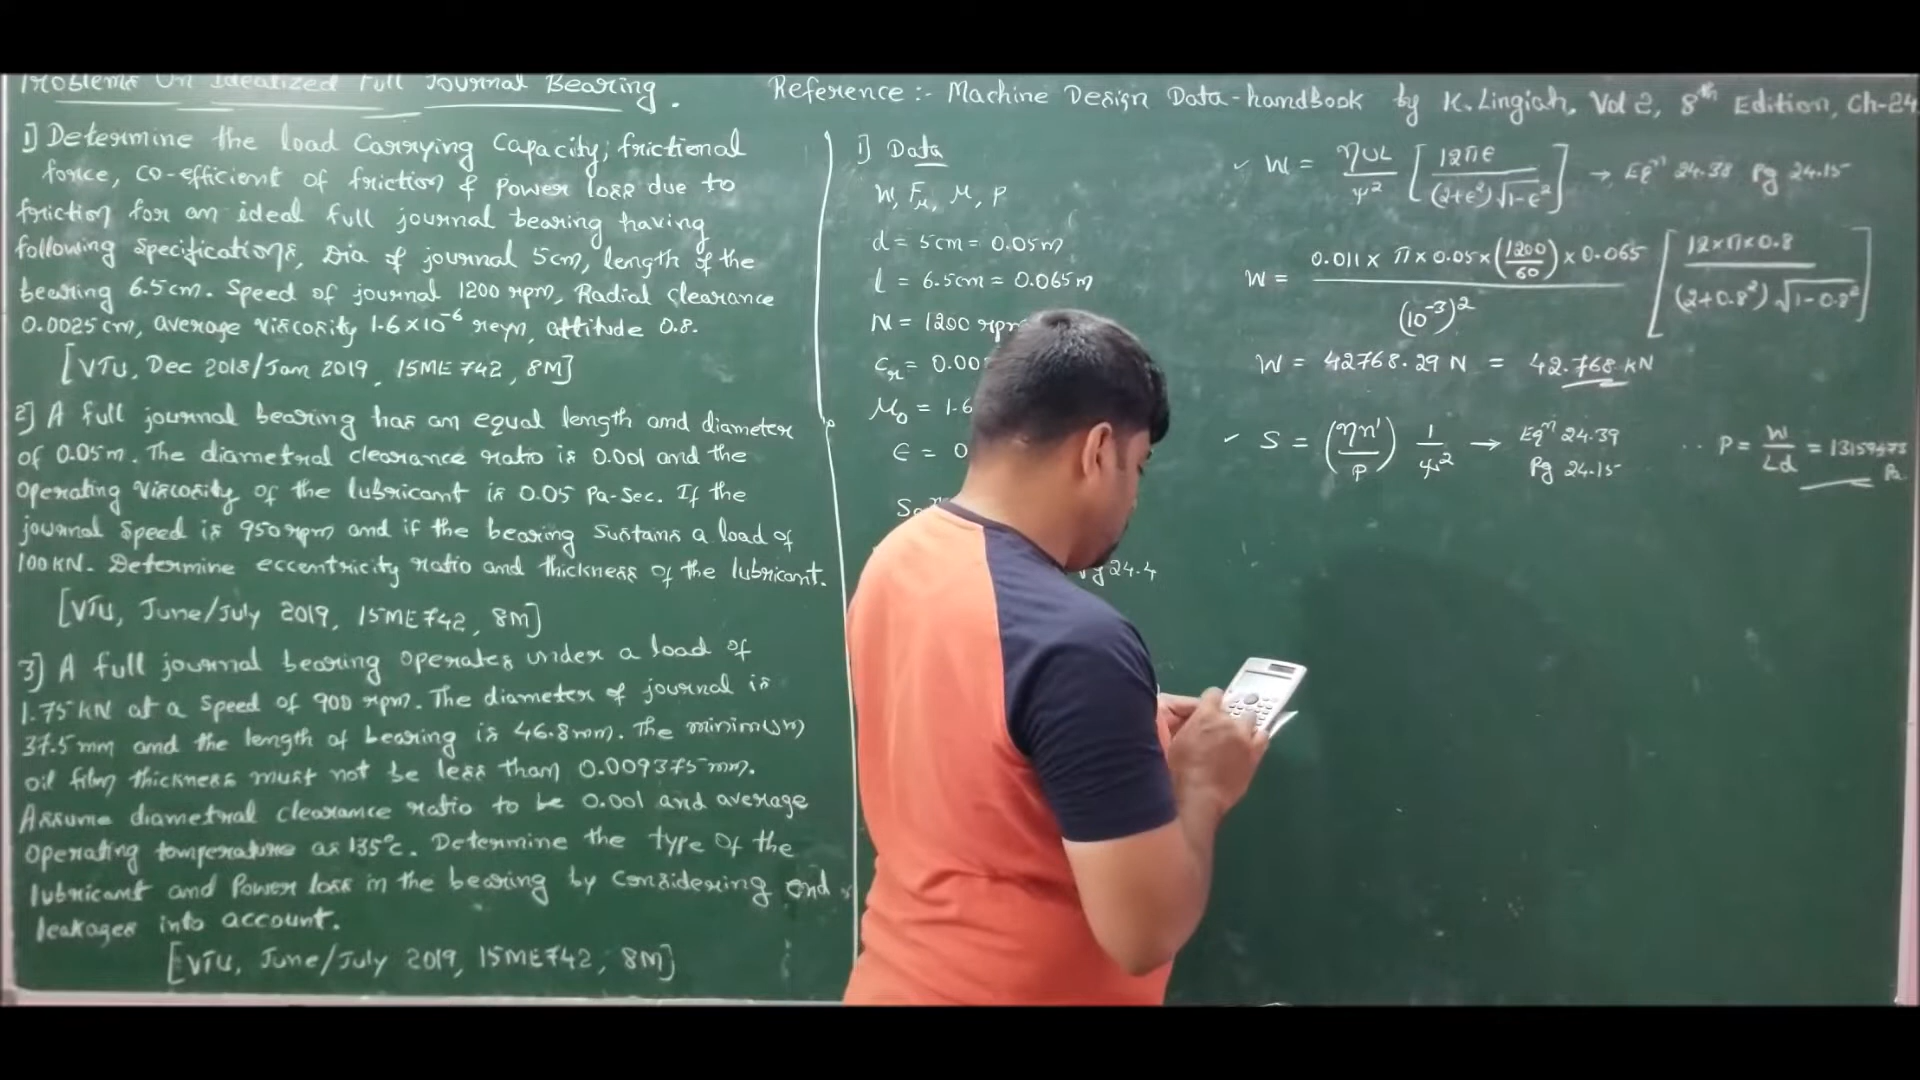 Problems On Idealized Full Journal Bearing.
Reference :- Machine Design Data-handbook by K. Lingiah, Vol 2, 8th Edition, Ch-24
1] Determine the load Carrying Capacity, frictional
force, co-efficient of friction & power loss due to
friction for an ideal full journal bearing having
following specifications, Dia of journal 5cm, length of the
bearing 6.5cm. Speed of journal 1200 rpm, Radial clearance
0.0025 cm, average viscosity 1.6×10⁻⁶ reyn, attitude 0.8.
[VTU, Dec 2018/Jan 2019, 15ME742, 8M]
2] A full journal bearing has an equal length and diameter
of 0.05m. The diametral clearance ratio is 0.001 and the
operating viscosity of the lubricant is 0.05 Pa-sec. If the
journal speed is 950 rpm and if the bearing sustains a load of
100 KN. Determine eccentricity ratio and thickness of the lubricant.
[VTU, June/July 2019, 15ME742, 8M]
3] A full journal bearing operates under a load of
1.75 KN at a speed of 900 rpm. The diameter of journal is
37.5 mm and the length of bearing is 46.8mm. The minimum
oil film thickness must not be less than 0.009375 mm.
Assume diametral clearance ratio to be 0.001 and average
operating temperature as 135°c. Determine the type of the
lubricant and Power loss in the bearing by considering end
leakages into account.
[VTU, June/July 2019, 15ME742, 8M]
1] Data
W, Fμ, μ, P
d = 5cm = 0.05m
l = 6.5cm = 0.065m
N = 1200 rpm
Cr = 0.00
μ₀ = 1.6
ϵ = 0
Pg 24.4
✓ W = ηUL/ψ² [12πϵ/(2+ϵ²)√1-ϵ²] → Eqⁿ 24.38 Pg 24.15
W = 0.011 × π × 0.05 × (1200/60) × 0.065/(10⁻³)² [12×π×0.8/(2+0.8²)√1-0.8²]
W = 42768.29 N = 42.768 KN
✓ S = (ηn'/P) 1/ψ² → Eqⁿ 24.39 Pg 24.15
P = W/Ld = 13159473 Pa